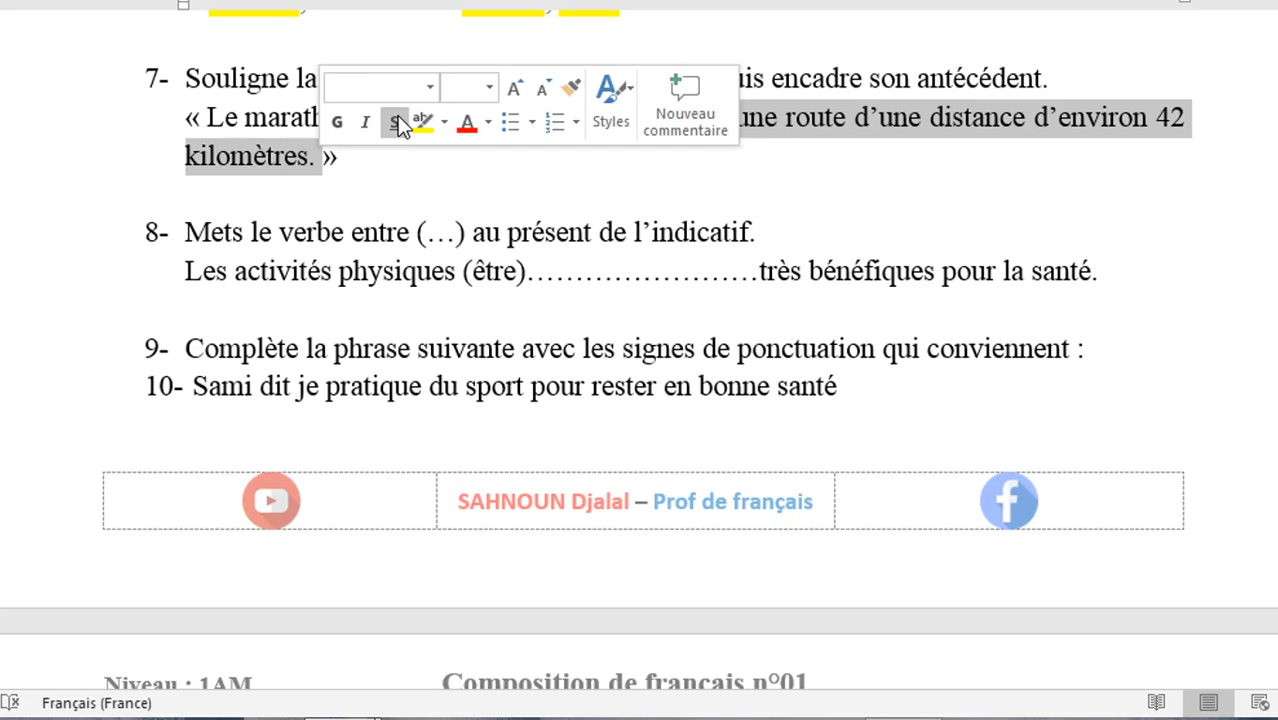 7- Souligne la
uis encadre son antécédent.
« Le marath
une route d’une distance d’environ 42
kilomètres. »
G I S ab A
A A A
Styles
Nouveau
commentaire
8- Mets le verbe entre (…) au présent de l’indicatif.
Les activités physiques (être)……………………très bénéfiques pour la santé.
9- Complète la phrase suivante avec les signes de ponctuation qui conviennent :
10- Sami dit je pratique du sport pour rester en bonne santé
SAHNOUN Djalal – Prof de français
Niveau : 1AM
Composition de français n°01
Français (France)